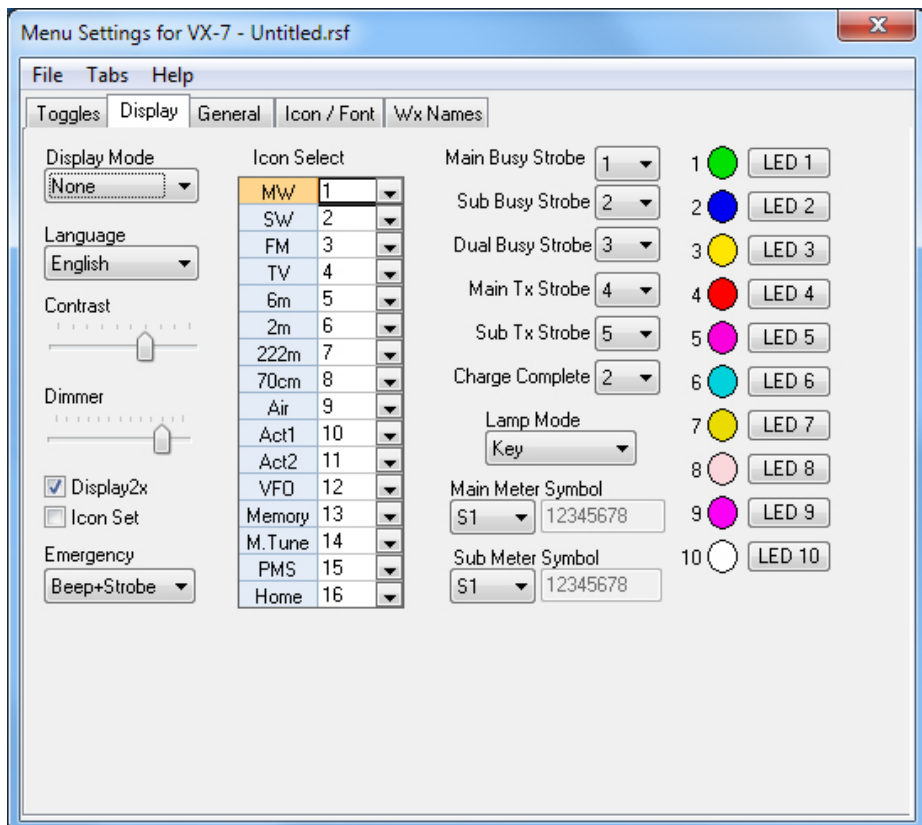 Menu Settings for VX-7 - Untitled.rsf
X
File Tabs Help
Toggles Display General Icon / Font Wx Names
Display Mode
None
Language
English
Contrast
Dimmer
Display2x
Icon Set
Emergency
Beep+Strobe
Icon Select
MW 1
SW 2
FM 3
TV 4
6m 5
2m 6
222m 7
70cm 8
Air 9
Act1 10
Act2 11
VFO 12
Memory 13
M.Tune 14
PMS 15
Home 16
Main Busy Strobe 1
Sub Busy Strobe 2
Dual Busy Strobe 3
Main Tx Strobe 4
Sub Tx Strobe 5
Charge Complete 2
Lamp Mode
Key
Main Meter Symbol
S1 12345678
Sub Meter Symbol
S1 12345678
1 LED 1
2 LED 2
3 LED 3
4 LED 4
5 LED 5
6 LED 6
7 LED 7
8 LED 8
9 LED 9
10 LED 10